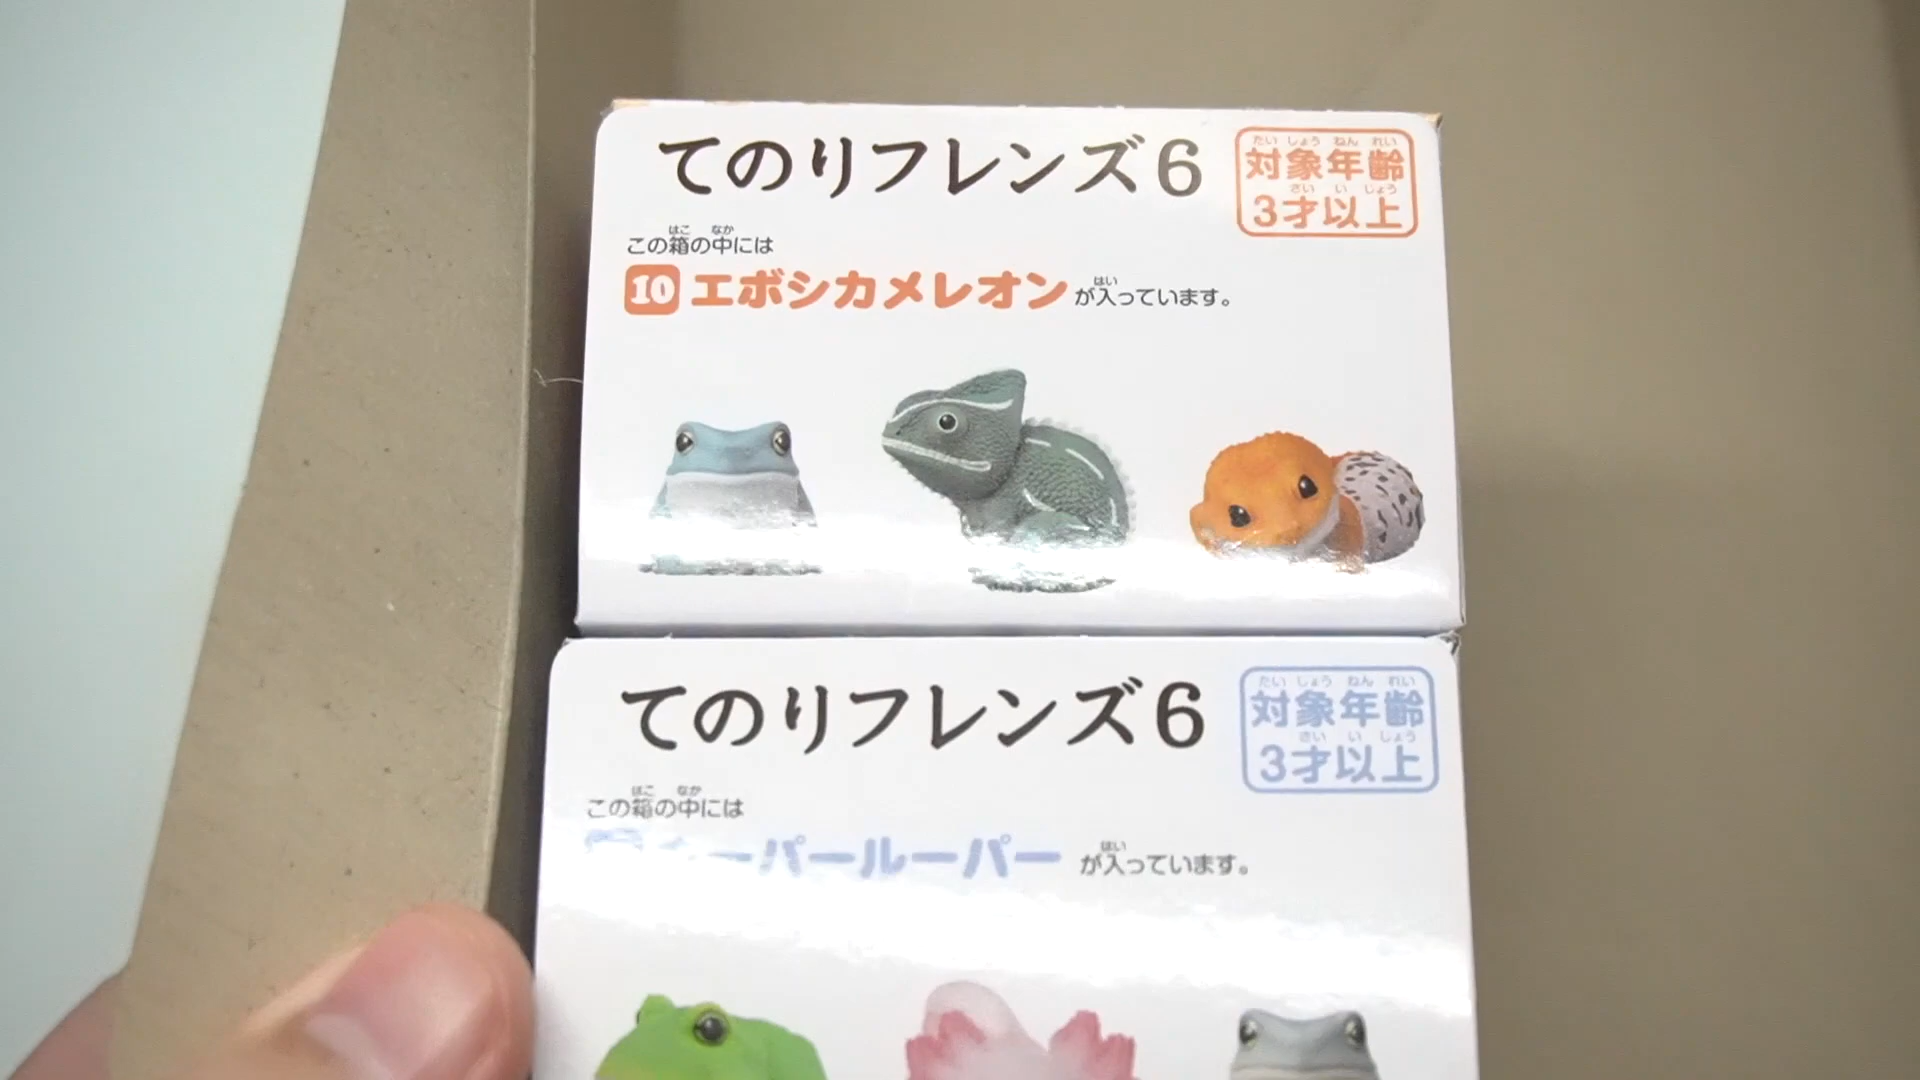 てのりフレンズ6
たいしょうねんれい
対象年齢
さいいじょう
3才以上
はこ なか
この箱の中には
はい
10 エボシカメレオンが入っています。
てのりフレンズ6
たいしょうねんれい
対象年齢
さいいじょう
3才以上
はこ なか
この箱の中には
はい
ーパールーパー が入っています。